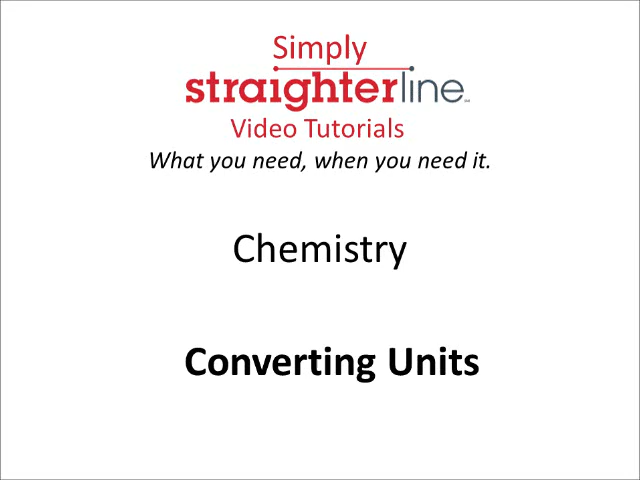 Simply
straighterline
Video Tutorials
What you need, when you need it.
Chemistry
Converting Units